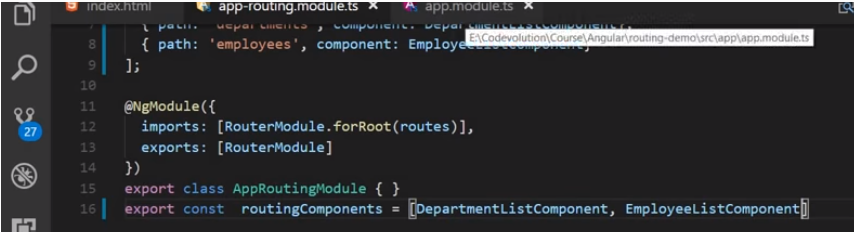 index.html app-routing.module.ts × app.module.ts ×
7 { path: 'departments', component: DepartmentListComponent},
8 { path: 'employees', component: EmployeeListComponent}
E:\Codevolution\Course\Angular\routing-demo\src\app\app.module.ts
9 ];
10
11 @NgModule({
12 imports: [RouterModule.forRoot(routes)],
13 exports: [RouterModule]
14 })
15 export class AppRoutingModule { }
16 export const routingComponents = [DepartmentListComponent, EmployeeListComponent]
27